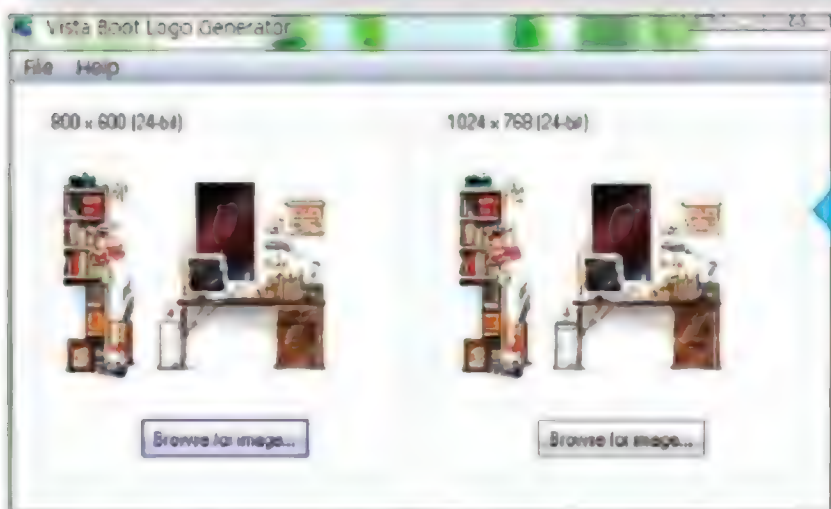 Vista Boot Logo Generator
File Help
800 x 600 (24-bit)
1024 x 768 (24-bit)
Browse for image...
Browse for image...